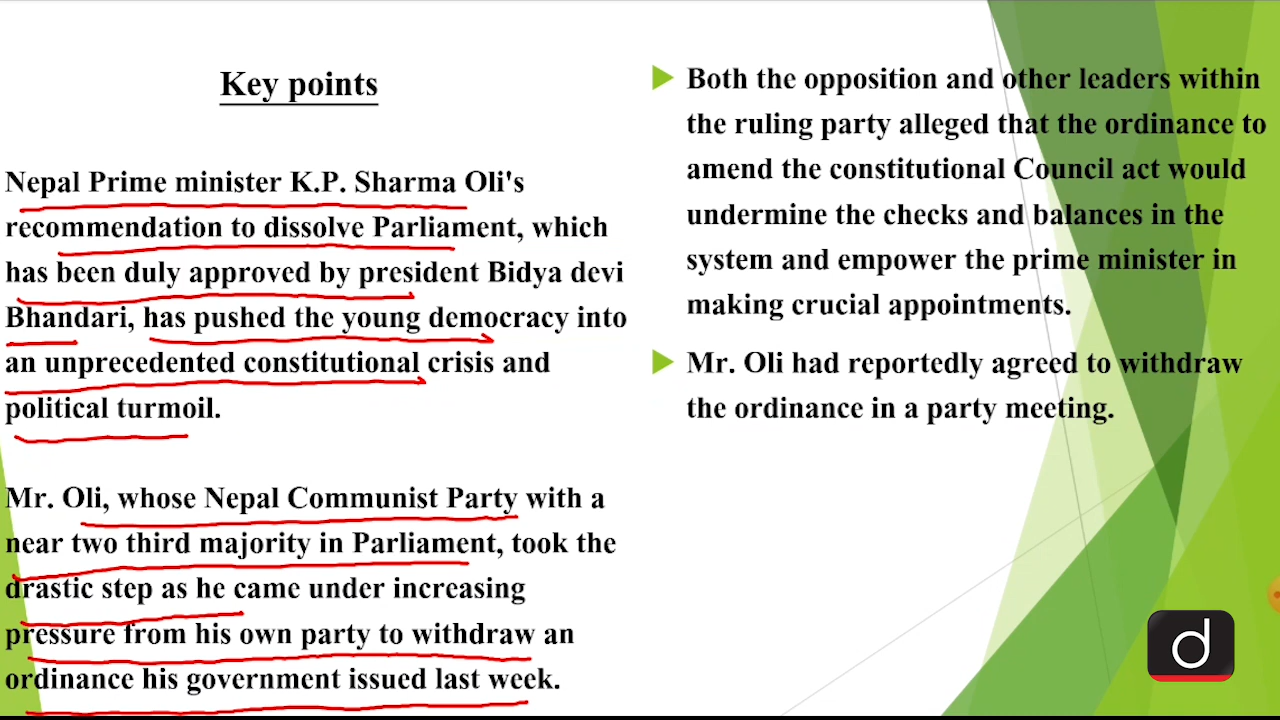 Key points
Nepal Prime minister K.P. Sharma Oli's
recommendation to dissolve Parliament, which
has been duly approved by president Bidya devi
Bhandari, has pushed the young democracy into
an unprecedented constitutional crisis and
political turmoil.
Mr. Oli, whose Nepal Communist Party with a
near two third majority in Parliament, took the
drastic step as he came under increasing
pressure from his own party to withdraw an
ordinance his government issued last week.
Both the opposition and other leaders within
the ruling party alleged that the ordinance to
amend the constitutional Council act would
undermine the checks and balances in the
system and empower the prime minister in
making crucial appointments.
Mr. Oli had reportedly agreed to withdraw
the ordinance in a party meeting.
d